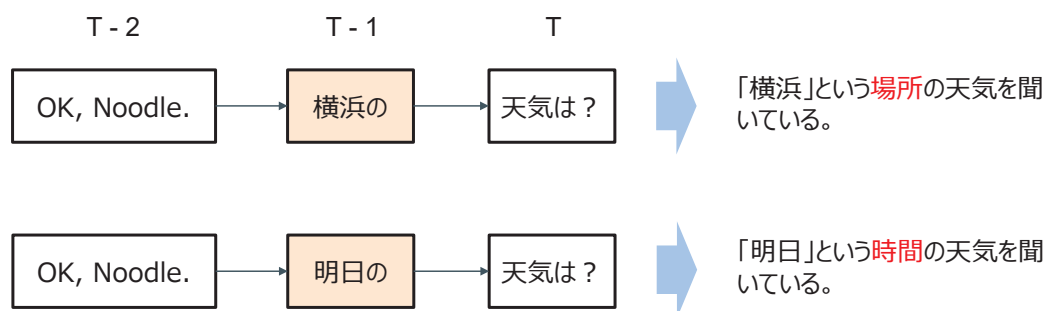 T - 2 T - 1 T
OK, Noodle. 横浜の 天気は？ 「横浜」という場所の天気を聞
いている。
OK, Noodle. 明日の 天気は？ 「明日」という時間の天気を聞
いている。